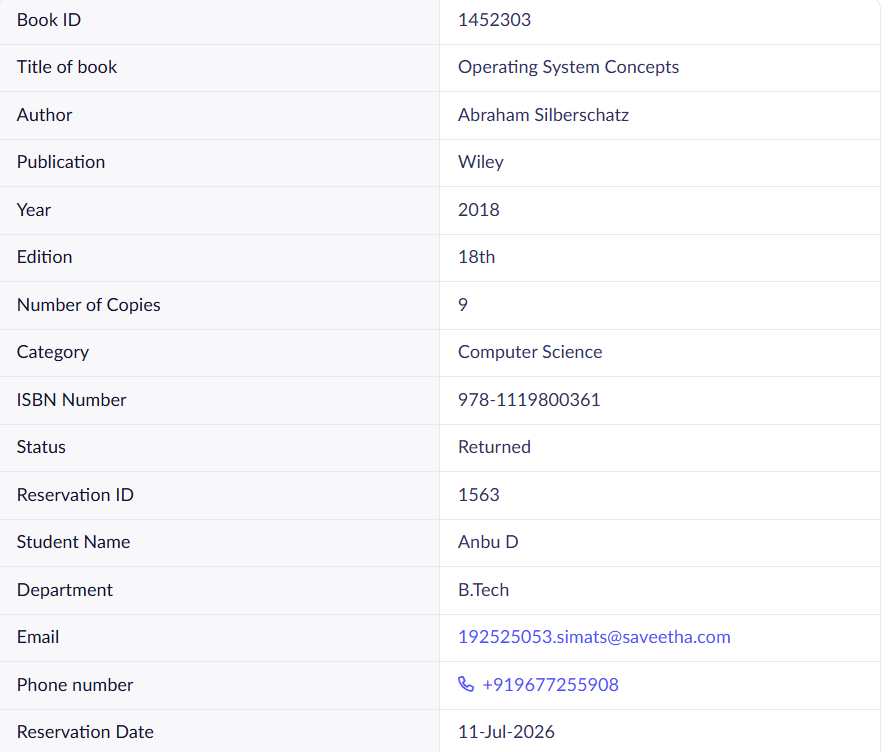 Book ID 1452303
Title of book Operating System Concepts
Author Abraham Silberschatz
Publication Wiley
Year 2018
Edition 18th
Number of Copies 9
Category Computer Science
ISBN Number 978-1119800361
Status Returned
Reservation ID 1563
Student Name Anbu D
Department B.Tech
Email 192525053.simats@saveetha.com
Phone number +919677255908
Reservation Date 11-Jul-2026